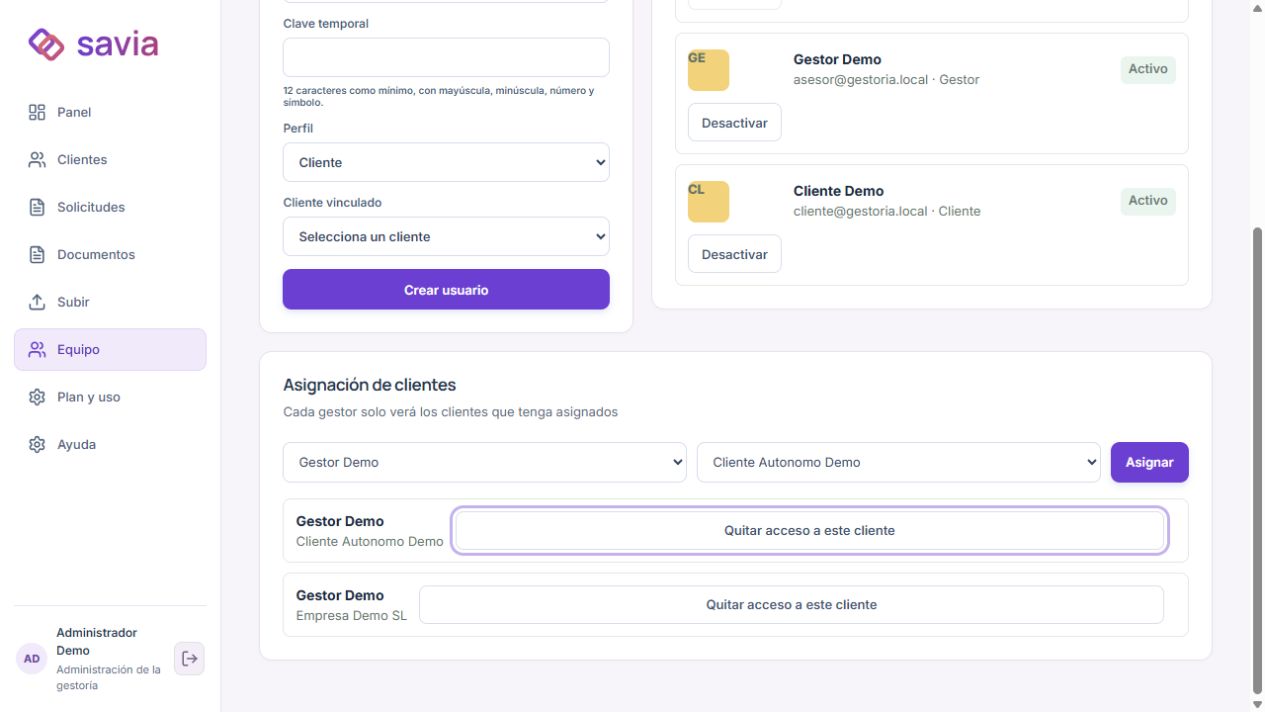 savia
Panel
Clientes
Solicitudes
Documentos
Subir
Equipo
Plan y uso
Ayuda
Administrador
Demo
AD
Administración de la
gestoría
Clave temporal
12 caracteres como mínimo, con mayúscula, minúscula, número y
símbolo.
Perfil
Cliente
Cliente vinculado
Selecciona un cliente
Crear usuario
GE
Gestor Demo
asesor@gestoria.local · Gestor
Activo
Desactivar
CL
Cliente Demo
cliente@gestoria.local · Cliente
Activo
Desactivar
Asignación de clientes
Cada gestor solo verá los clientes que tenga asignados
Gestor Demo
Cliente Autonomo Demo
Asignar
Gestor Demo
Cliente Autonomo Demo
Quitar acceso a este cliente
Gestor Demo
Empresa Demo SL
Quitar acceso a este cliente